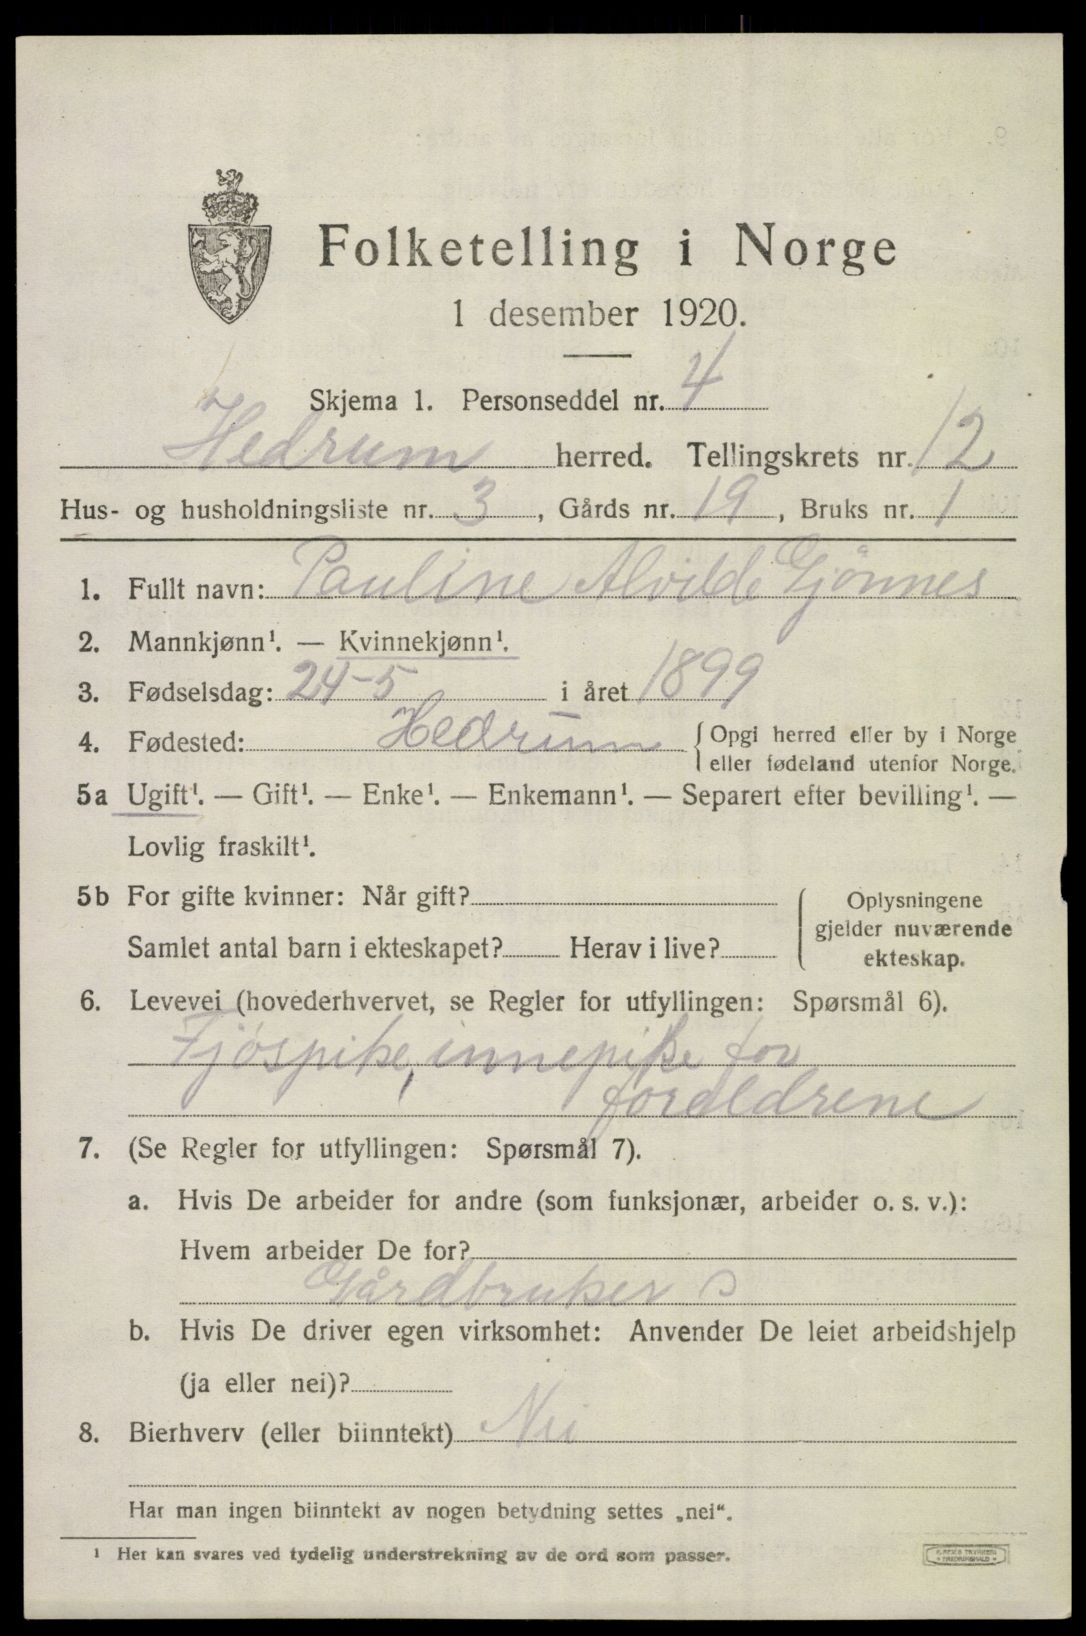 Folketelling i Norge
1 desember 1920.
Skjema 1. Personseddel nr. 4
Hedrum herred. Tellingskrets nr. 12
Hus- og husholdningsliste nr. 3, Gårds nr. 19, Bruks nr. 1
1. Fullt navn: Pauline Alvilde Gjønnes
2. Mannkjønn¹. — Kvinnekjønn¹.
3. Fødselsdag: 24-5 i året 1899
4. Fødested: Hedrum { Opgi herred eller by i Norge
eller fødeland utenfor Norge.
5a Ugift¹. — Gift¹. — Enke¹. — Enkemann¹. — Separert efter bevilling¹. —
Lovlig fraskilt¹.
5b For gifte kvinner: Når gift?
Samlet antal barn i ekteskapet? Herav i live?
Oplysningene
gjelder nuværende
ekteskap.
6. Levevei (hovederhvervet, se Regler for utfyllingen: Spørsmål 6).
Fjøspike, innepike for
foreldrene
7. (Se Regler for utfyllingen: Spørsmål 7).
a. Hvis De arbeider for andre (som funksjonær, arbeider o. s. v.):
Hvem arbeider De for?
Gårdbruker
b. Hvis De driver egen virksomhet: Anvender De leiet arbeidshjelp
(ja eller nei)?
8. Bierhverv (eller biinntekt) Nei
Har man ingen biinntekt av nogen betydning settes „nei“.
¹ Her kan svares ved tydelig understrekning av de ord som passer.